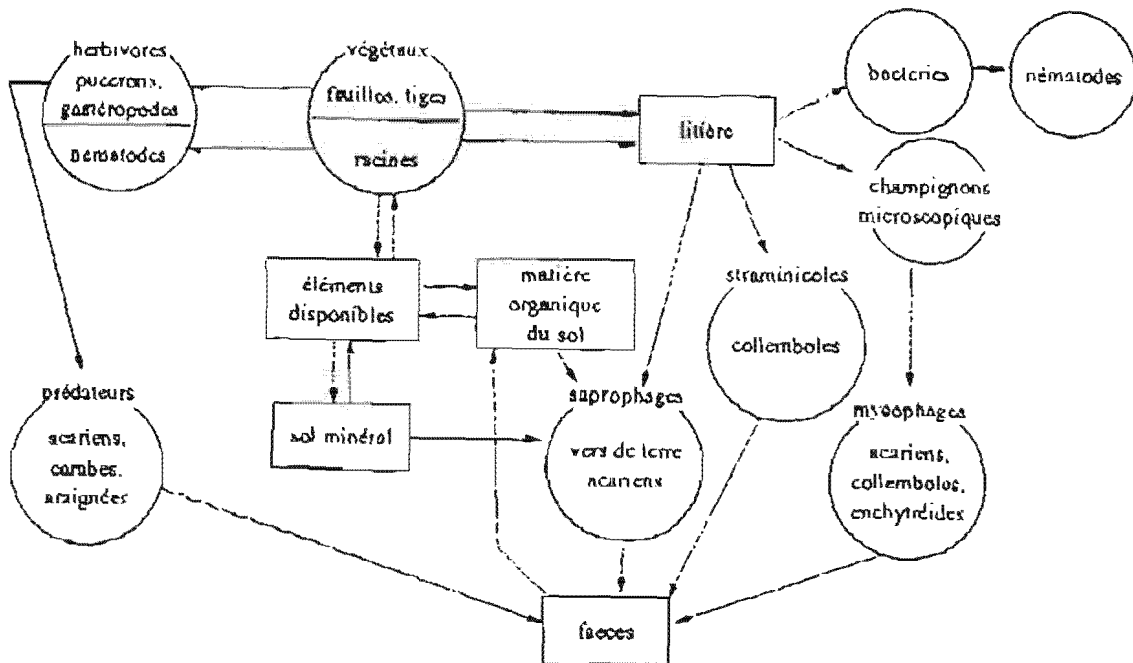 herbivores
pucerons,
gastéropodes
nématodes
végétaux
feuilles, tiges
racines
litière
bactéries
nématodes
champignons
microscopiques
éléments
disponibles
matière
organique
du sol
straminicoles
collemboles
sol minéral
saprophages
vers de terre
acariens
prédateurs
acariens,
carabes,
araignées
mycophages
acariens,
collemboles,
enchytréides
faeces